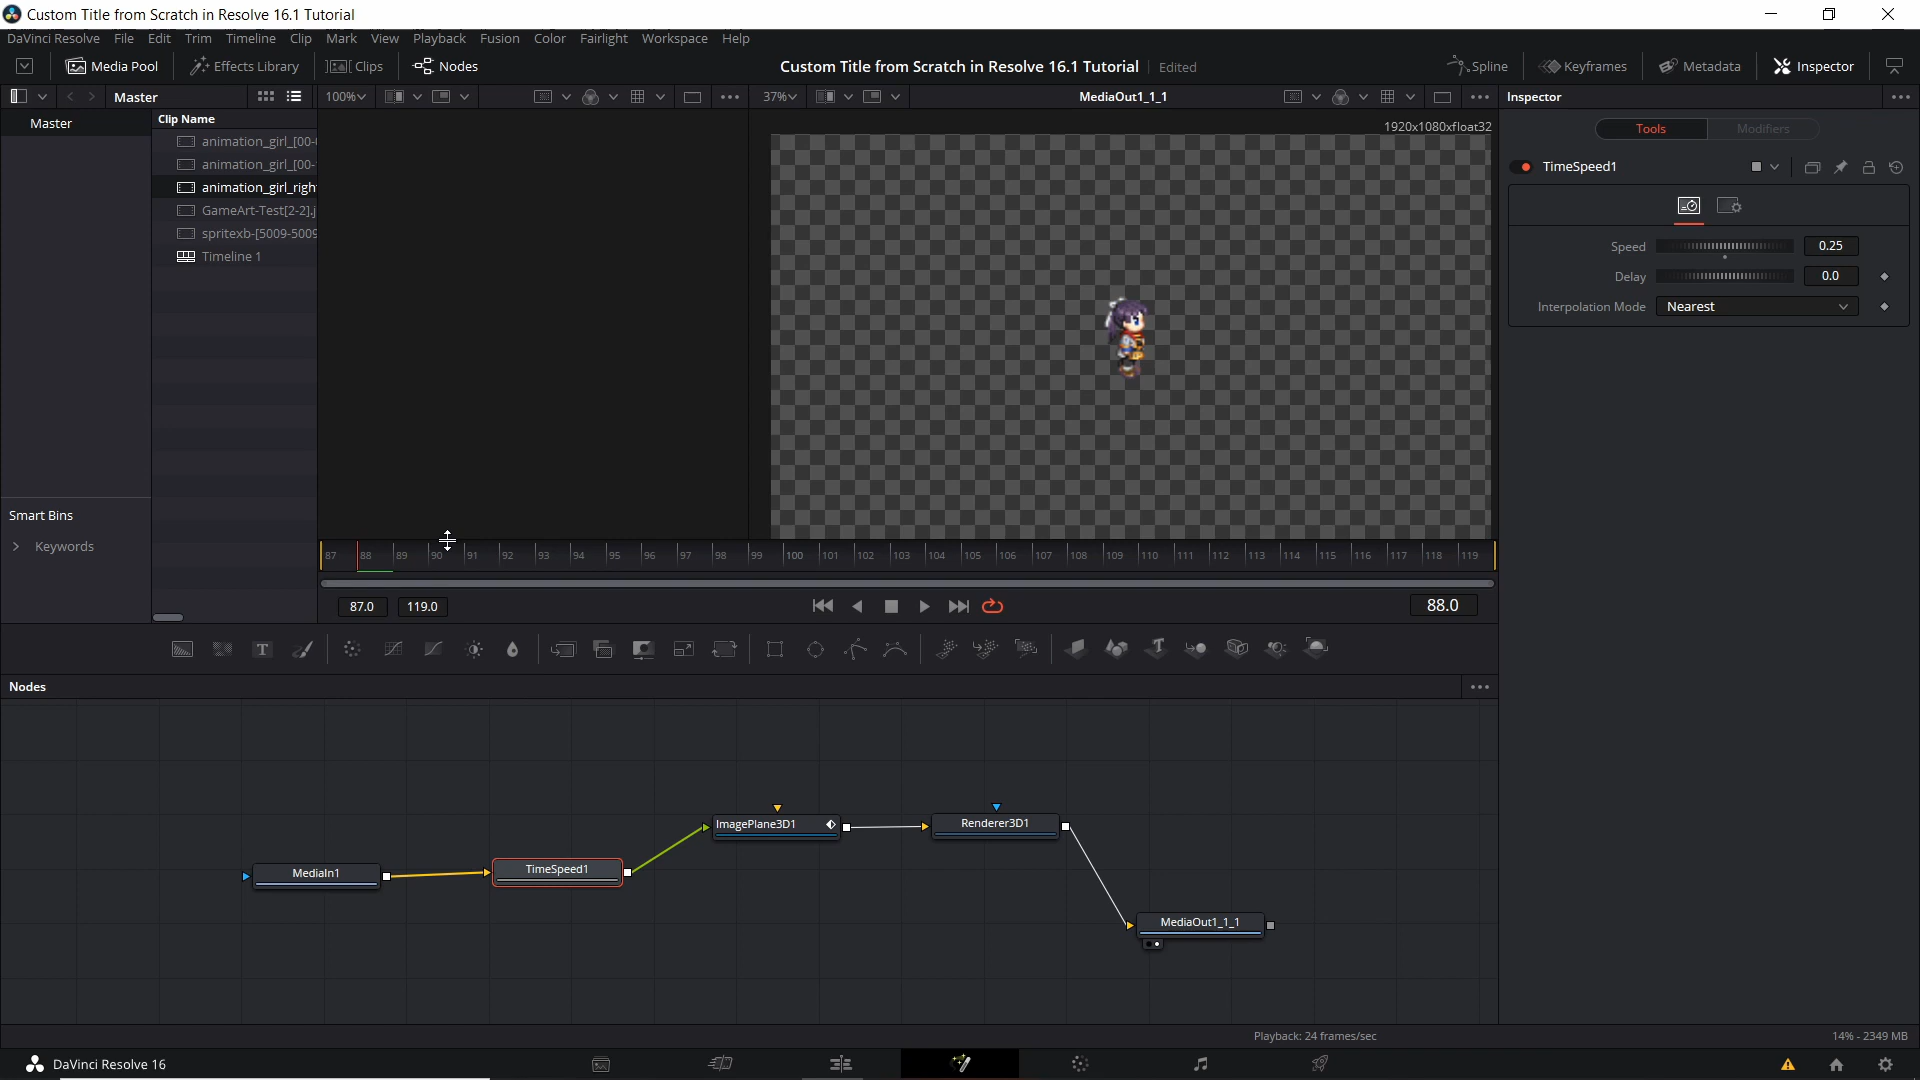 Custom Title from Scratch in Resolve 16.1 Tutorial
DaVinci Resolve File Edit Trim Timeline Clip Mark View Playback Fusion Color Fairlight Workspace Help
Media Pool Effects Library Clips Nodes Custom Title from Scratch in Resolve 16.1 Tutorial Edited Spline Keyframes Metadata Inspector
Master 100% 37% MediaOut1_1_1 Inspector
Master
Clip Name
animation_girl_[00-
animation_girl_[00-
animation_girl_righ
GameArt-Test[2-2].j
spritexb-[5009-5009
Timeline 1
Smart Bins
Keywords
1920x1080xfloat32
Tools Modifiers
TimeSpeed1
Speed 0.25
Delay 0.0
Interpolation Mode Nearest
87 88 89 90 91 92 93 94 95 96 97 98 99 100 101 102 103 104 105 106 107 108 109 110 111 112 113 114 115 116 117 118 119
87.0 119.0 88.0
Nodes
MediaIn1
TimeSpeed1
ImagePlane3D1
Renderer3D1
MediaOut1_1_1
Playback: 24 frames/sec 14% - 2349 MB
DaVinci Resolve 16